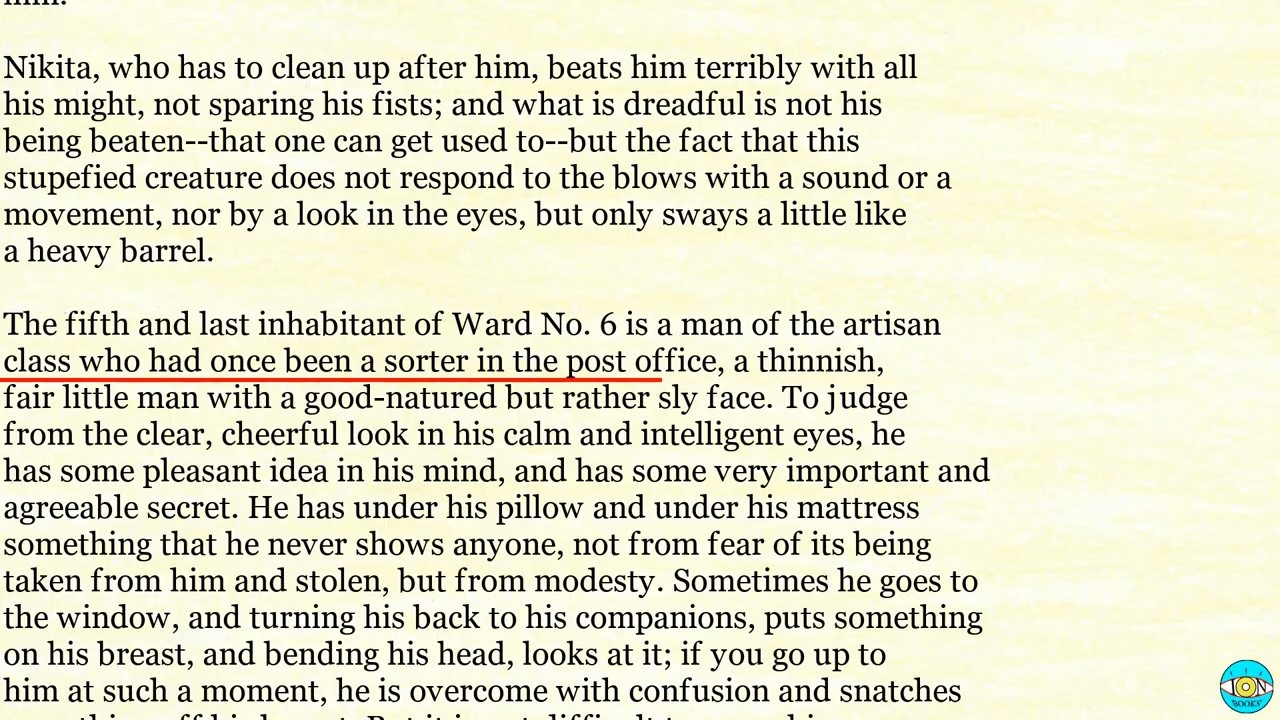 Nikita, who has to clean up after him, beats him terribly with all
his might, not sparing his fists; and what is dreadful is not his
being beaten--that one can get used to--but the fact that this
stupefied creature does not respond to the blows with a sound or a
movement, nor by a look in the eyes, but only sways a little like
a heavy barrel.
The fifth and last inhabitant of Ward No. 6 is a man of the artisan
class who had once been a sorter in the post office, a thinnish,
fair little man with a good-natured but rather sly face. To judge
from the clear, cheerful look in his calm and intelligent eyes, he
has some pleasant idea in his mind, and has some very important and
agreeable secret. He has under his pillow and under his mattress
something that he never shows anyone, not from fear of its being
taken from him and stolen, but from modesty. Sometimes he goes to
the window, and turning his back to his companions, puts something
on his breast, and bending his head, looks at it; if you go up to
him at such a moment, he is overcome with confusion and snatches
ION
BOOKS